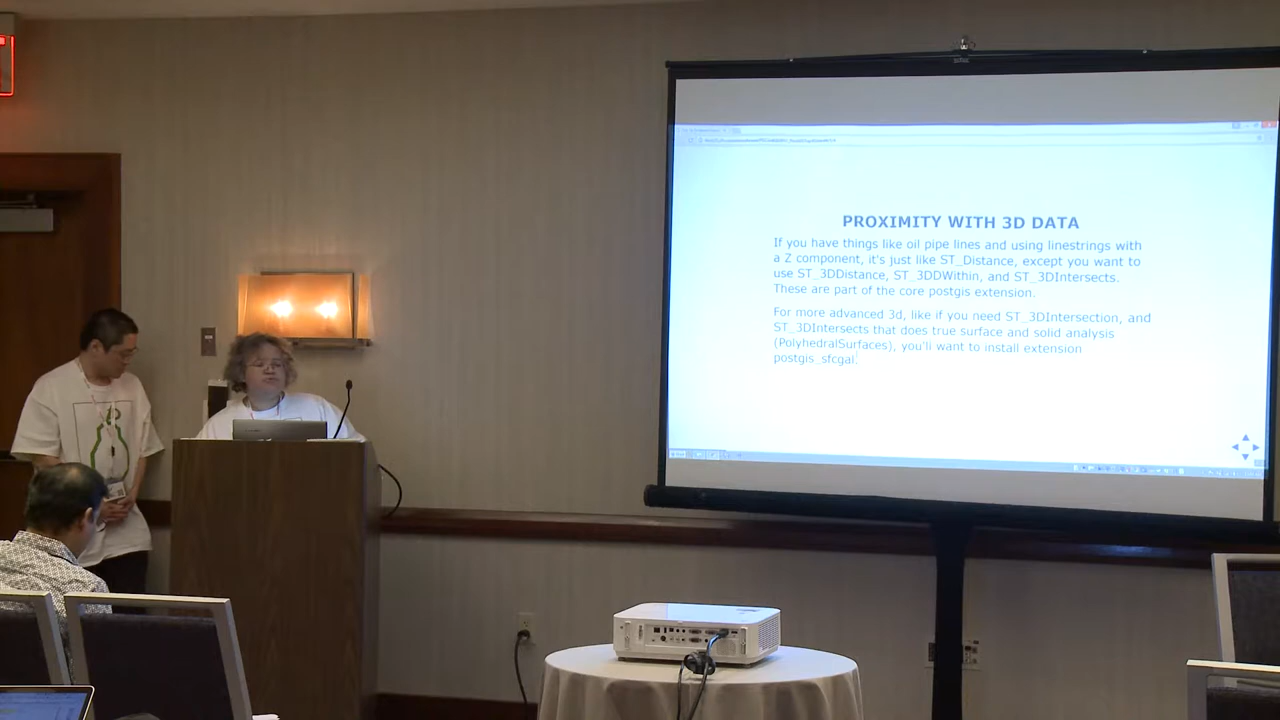 PROXIMITY WITH 3D DATA
If you have things like oil pipe lines and using linestrings with
a Z component, it's just like ST_Distance, except you want to
use ST_3DDistance, ST_3DDWithin, and ST_3DIntersects.
These are part of the core postgis extension.
For more advanced 3d, like if you need ST_3DIntersection, and
ST_3DIntersects that does true surface and solid analysis
(PolyhedralSurfaces), you'll want to install extension
postgis_sfcgal.